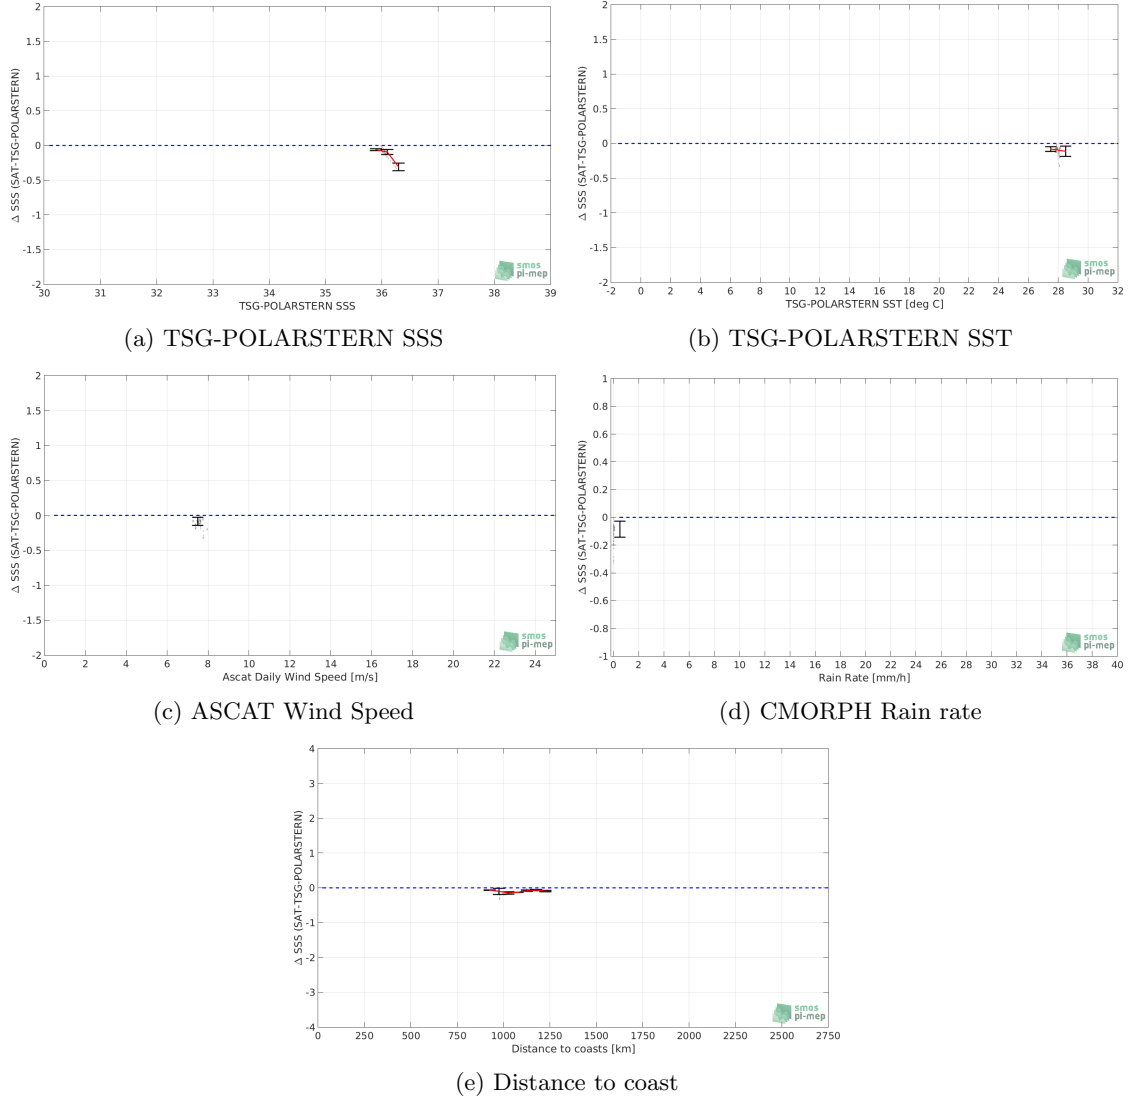 2
1.5
1
0.5
0
-0.5
-1
-1.5
-2
Δ SSS (SAT-TSG-POLARSTERN)
30 31 32 33 34 35 36 37 38 39
TSG-POLARSTERN SSS
smos
pi-mep
(a) TSG-POLARSTERN SSS
2
1.5
1
0.5
0
-0.5
-1
-1.5
-2
Δ SSS (SAT-TSG-POLARSTERN)
-2 0 2 4 6 8 10 12 14 16 18 20 22 24 26 28 30 32
TSG-POLARSTERN SST [deg C]
smos
pi-mep
(b) TSG-POLARSTERN SST
2
1.5
1
0.5
0
-0.5
-1
-1.5
-2
Δ SSS (SAT-TSG-POLARSTERN)
0 2 4 6 8 10 12 14 16 18 20 22 24
Ascat Daily Wind Speed [m/s]
smos
pi-mep
(c) ASCAT Wind Speed
1
0.8
0.6
0.4
0.2
0
-0.2
-0.4
-0.6
-0.8
-1
Δ SSS (SAT-TSG-POLARSTERN)
0 2 4 6 8 10 12 14 16 18 20 22 24 26 28 30 32 34 36 38 40
Rain Rate [mm/h]
smos
pi-mep
(d) CMORPH Rain rate
4
3
2
1
0
-1
-2
-3
-4
Δ SSS (SAT-TSG-POLARSTERN)
0 250 500 750 1000 1250 1500 1750 2000 2250 2500 2750
Distance to coasts [km]
smos
pi-mep
(e) Distance to coast